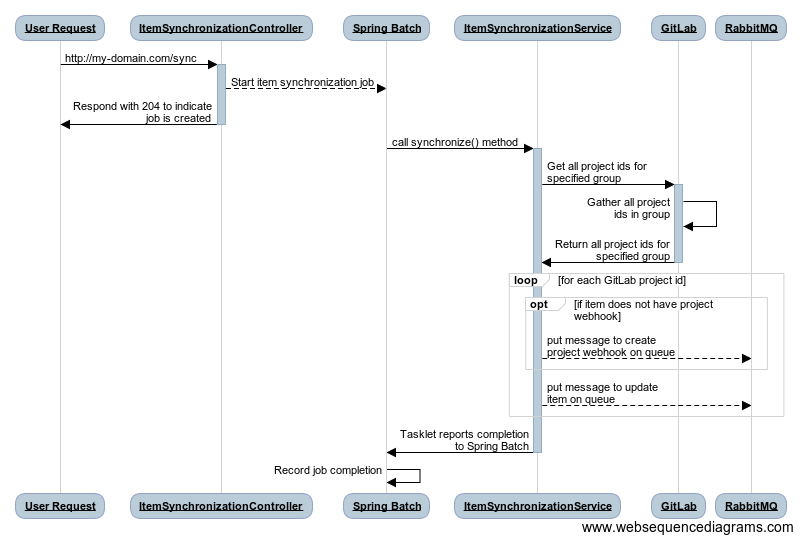 User Request
ItemSynchronizationController
Spring Batch
ItemSynchronizationService
GitLab
RabbitMQ
http://my-domain.com/sync
Start item synchronization job
Respond with 204 to indicate
job is created
call synchronize() method
Get all project ids for
specified group
Gather all project
ids in group
Return all project ids for
specified group
loop
[for each GitLab project id]
opt
[if item does not have project
webhook]
put message to create
project webhook on queue
put message to update
item on queue
Tasklet reports completion
to Spring Batch
Record job completion
User Request
ItemSynchronizationController
Spring Batch
ItemSynchronizationService
GitLab
RabbitMQ
www.websequencediagrams.com